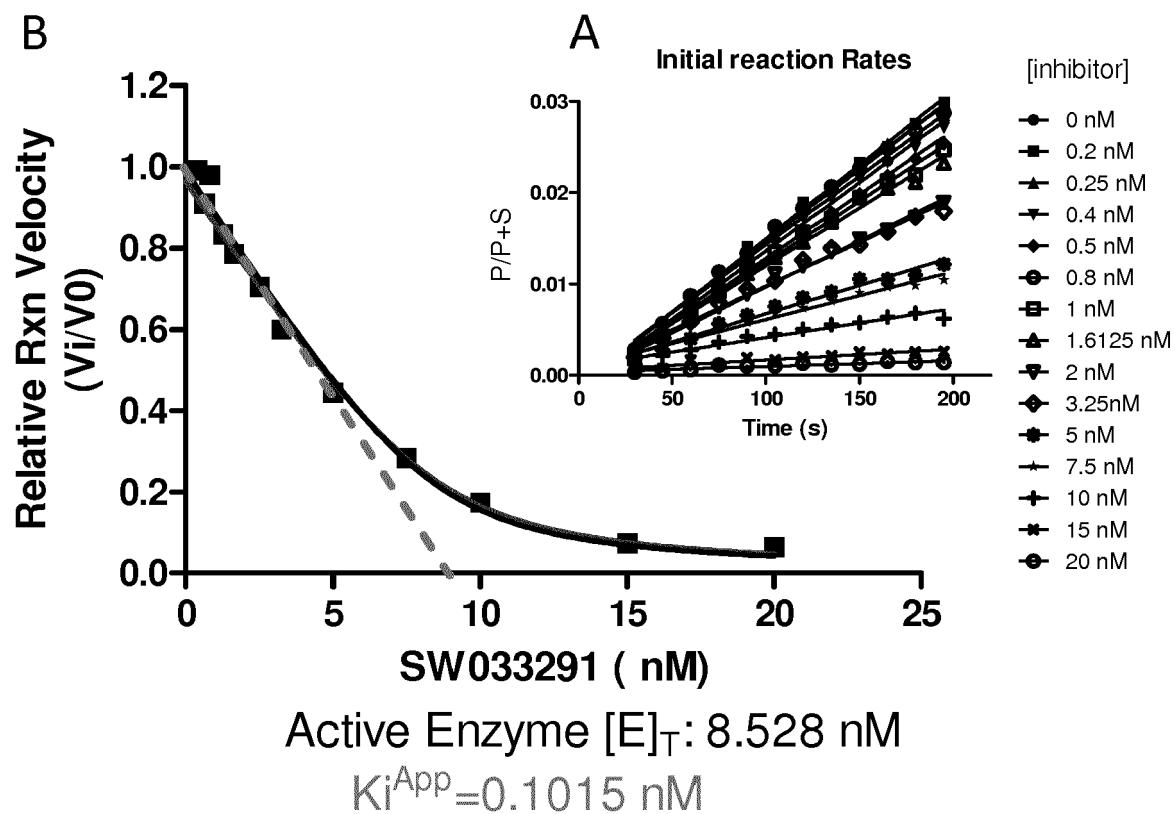 B
A
Initial reaction Rates
[inhibitor]
0 nM
0.2 nM
0.25 nM
0.4 nM
0.5 nM
0.8 nM
1 nM
1.6125 nM
2 nM
3.25nM
5 nM
7.5 nM
10 nM
15 nM
20 nM
0.03
0.02
0.01
0.00
P/P+S
0
50
100
150
200
Time (s)
1.2
1.0
0.8
0.6
0.4
0.2
0.0
Relative Rxn Velocity
(Vi/V0)
0
5
10
15
20
25
SW033291 ( nM)
Active Enzyme [E]T: 8.528 nM
KiApp=0.1015 nM